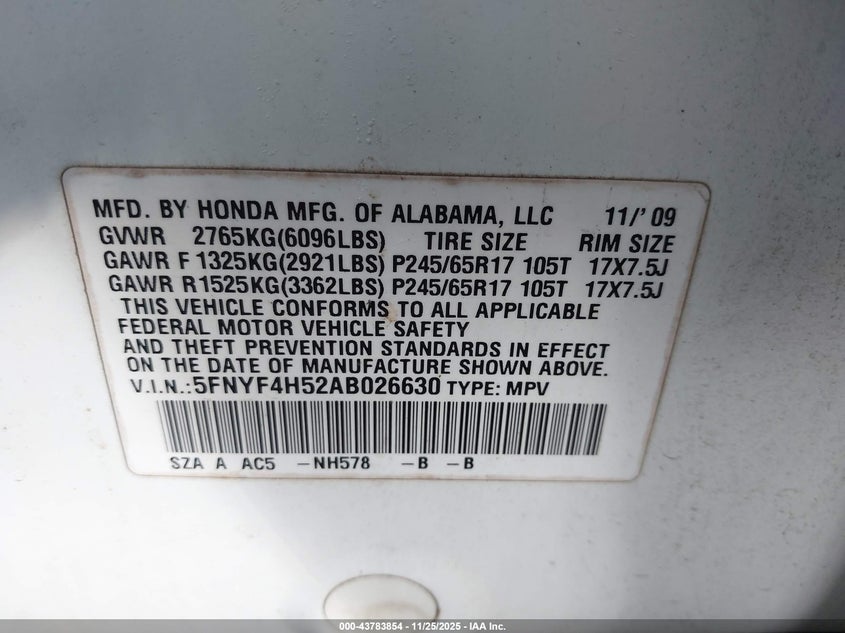 MFD. BY HONDA MFG. OF ALABAMA, LLC 11/'09
GVWR 2765KG(6096LBS) TIRE SIZE RIM SIZE
GAWR F 1325KG(2921LBS) P245/65R17 105T 17X7.5J
GAWR R 1525KG(3362LBS) P245/65R17 105T 17X7.5J
THIS VEHICLE CONFORMS TO ALL APPLICABLE
FEDERAL MOTOR VEHICLE SAFETY
AND THEFT PREVENTION STANDARDS IN EFFECT
ON THE DATE OF MANUFACTURE SHOWN ABOVE.
V.I.N.:5FNYF4H52AB026630 TYPE: MPV
SZA A AC5 -NH578 -B -B
000-43783854 - 11/25/2025 - IAA Inc.